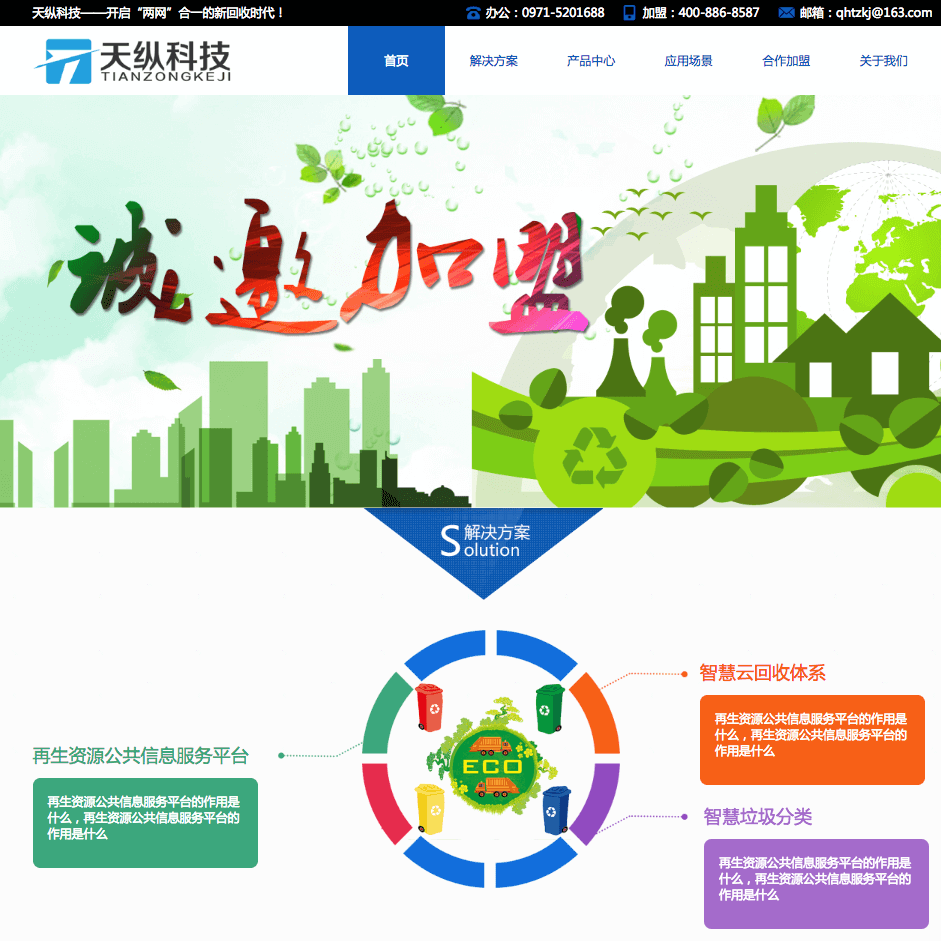 天纵科技——开启“两网”合一的新回收时代！
办公：0971-5201688
加盟：400-886-8587
邮箱：qhtzkj@163.com
天纵科技
TIANZONGKEJI
首页
解决方案
产品中心
应用场景
合作加盟
关于我们
诚邀加盟
解决方案
Solution
智慧云回收体系
再生资源公共信息服务平台的作用是
什么，再生资源公共信息服务平台的
作用是什么
再生资源公共信息服务平台
再生资源公共信息服务平台的作用是
什么，再生资源公共信息服务平台的
作用是什么
ECO
智慧垃圾分类
再生资源公共信息服务平台的作用是
什么，再生资源公共信息服务平台的
作用是什么